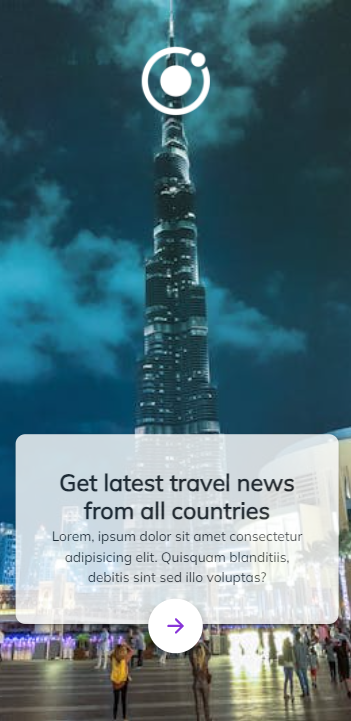 Get latest travel news
from all countries
Lorem, ipsum dolor sit amet consectetur
adipisicing elit. Quisquam blanditiis,
debitis sint sed illo voluptas?